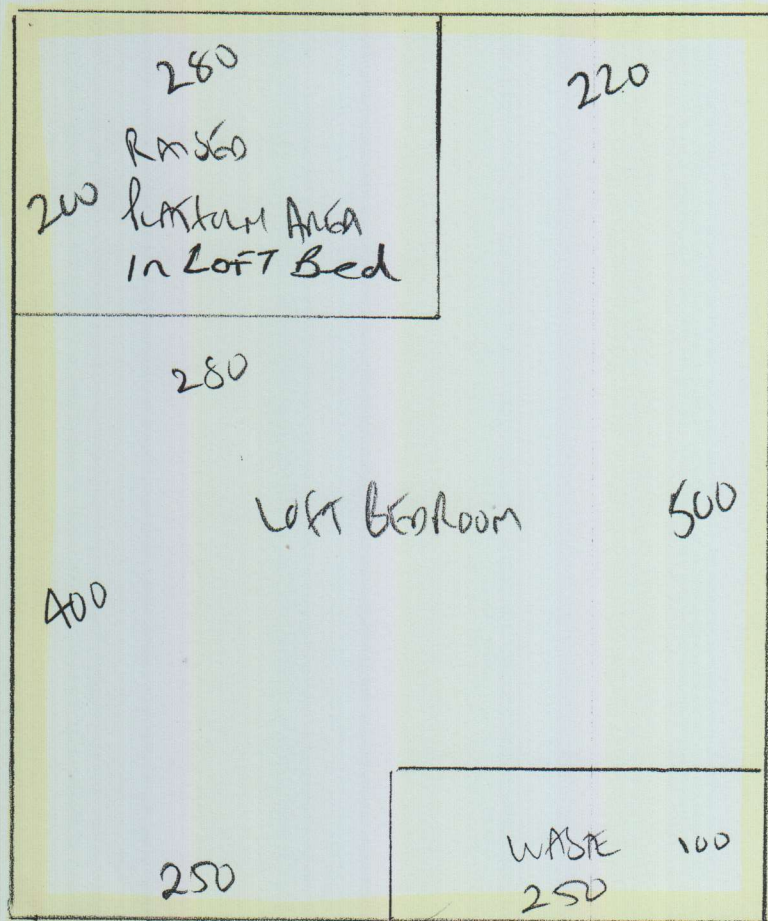 280
220
RAISED
200 PLATFORM AREA
in LOFT Bed
280
LOFT BEDROOM
500
400
WASTE 100
250
250